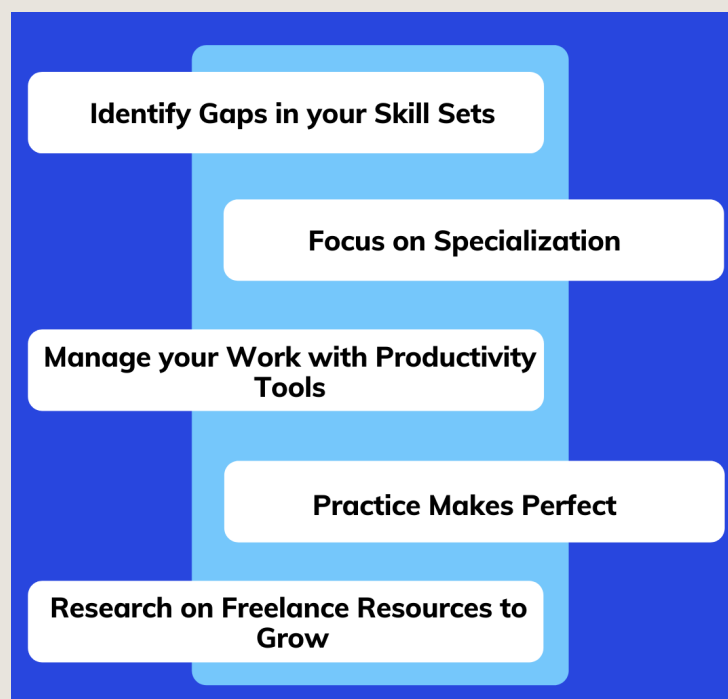 Identify Gaps in your Skill Sets
Focus on Specialization
Manage your Work with Productivity
Tools
Practice Makes Perfect
Research on Freelance Resources to
Grow